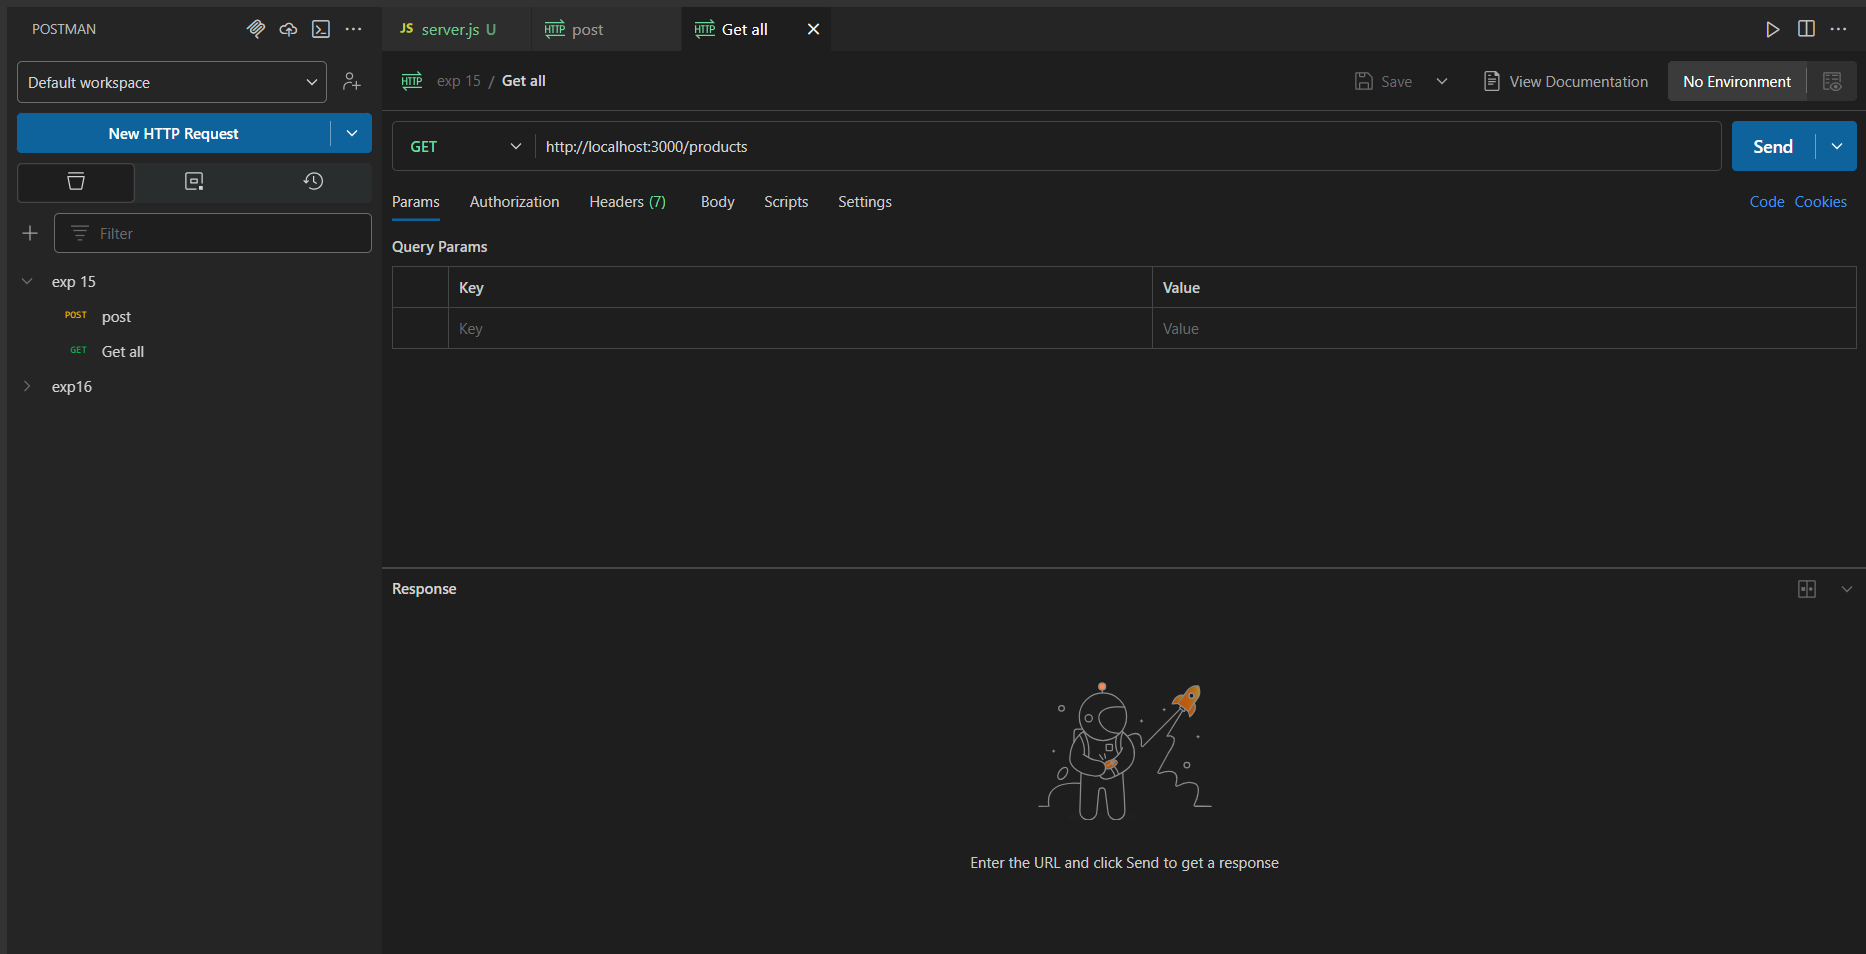 POSTMAN
JS server.js U
HTTP post
HTTP Get all
Default workspace
HTTP exp 15 / Get all
Save
View Documentation
No Environment
New HTTP Request
GET
http://localhost:3000/products
Send
Params
Authorization
Headers (7)
Body
Scripts
Settings
Code
Cookies
Filter
Query Params
exp 15
Key
Value
POST post
Key
Value
GET Get all
exp16
Response
Enter the URL and click Send to get a response